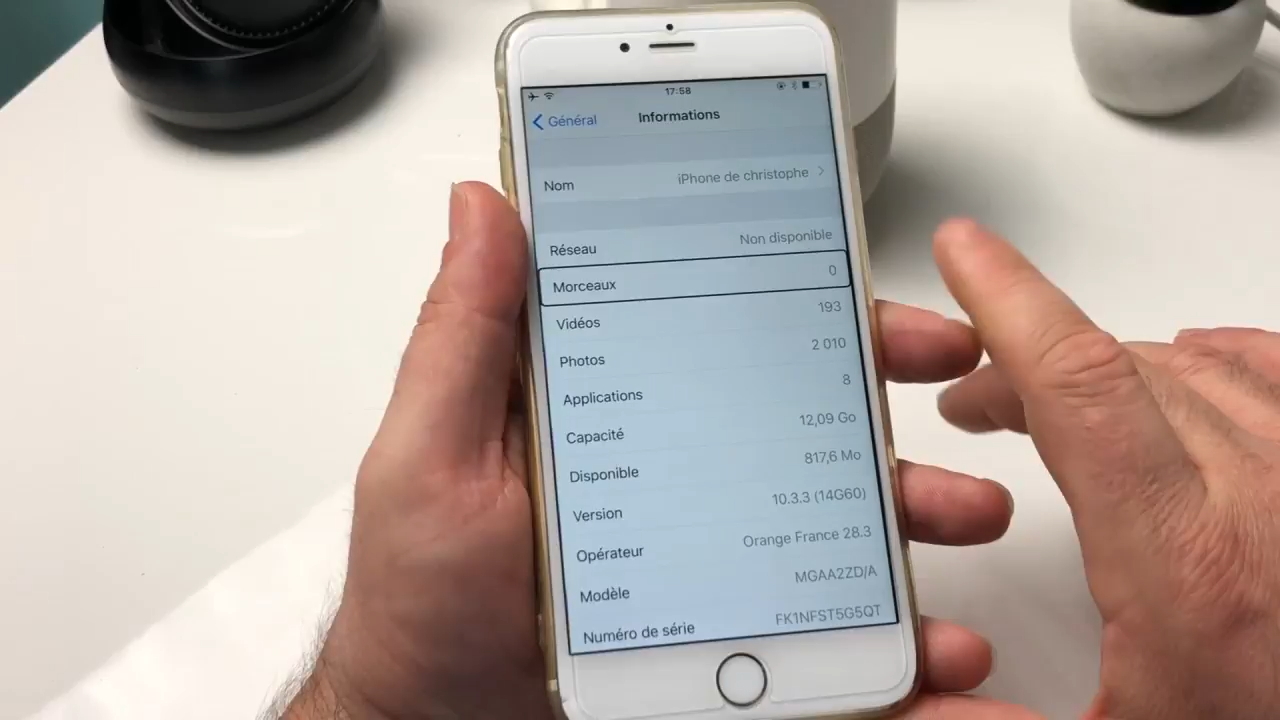 17:58
Général Informations
Nom iPhone de christophe
Réseau Non disponible
Morceaux 0
Vidéos 193
Photos 2 010
Applications 8
Capacité 12,09 Go
Disponible 817,6 Mo
Version 10.3.3 (14G60)
Opérateur Orange France 28.3
Modèle MGAA2ZD/A
Numéro de série FK1NFST5G5QT